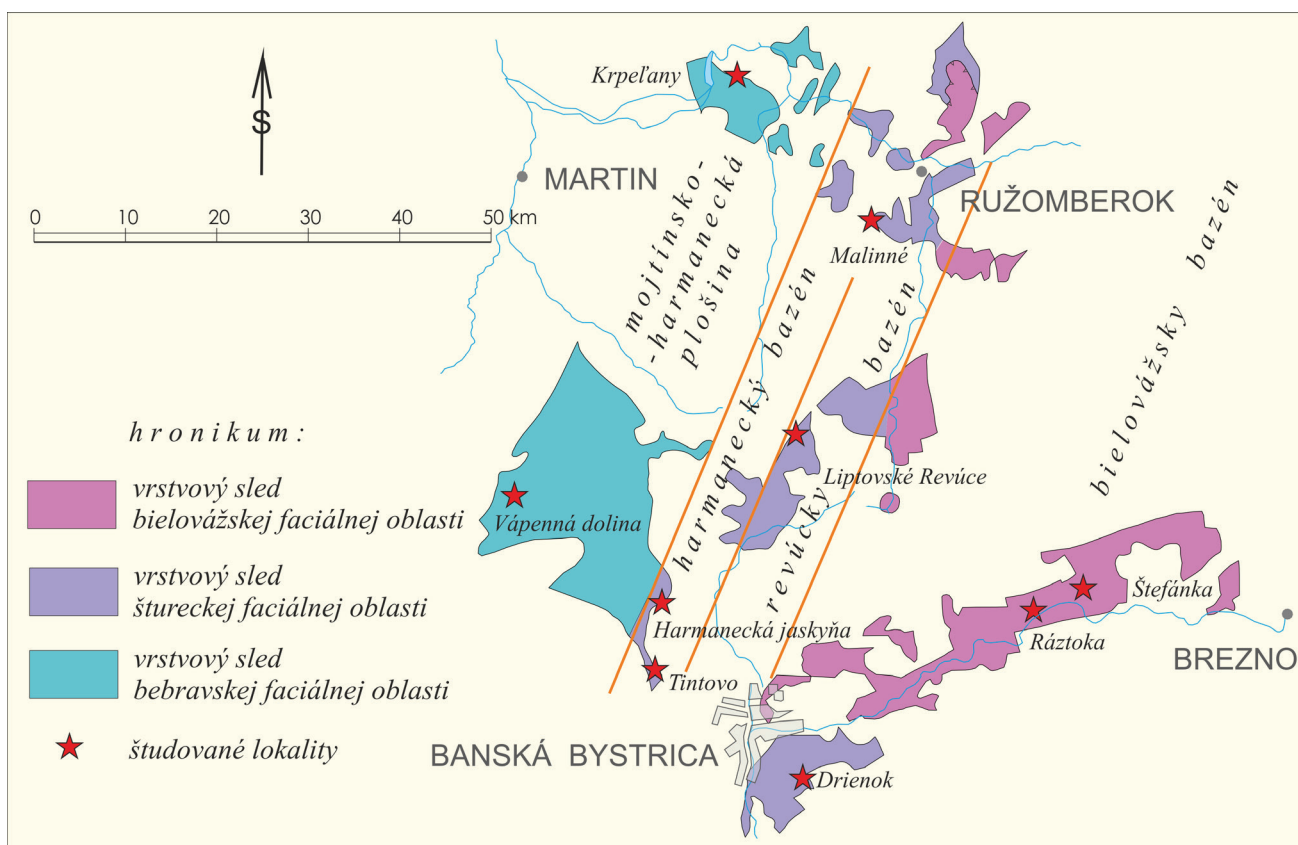 S
0 10 20 30 40 50 km
Krpeľany
MARTIN
RUŽOMBEROK
Malinné
mojtínsko-
-harmanecká
plošina
harmanecký bazén
revúcky bazén
bielovážsky bazén
Liptovské Revúce
Vápenná dolina
Harmanecká jaskyňa
Tintovo
Štefánka
Ráztoka
BREZNO
BANSKÁ BYSTRICA
Drienok
hronikum:
vrstvový sled
bielovážskej faciálnej oblasti
vrstvový sled
štureckej faciálnej oblasti
vrstvový sled
bebravskej faciálnej oblasti
študované lokality